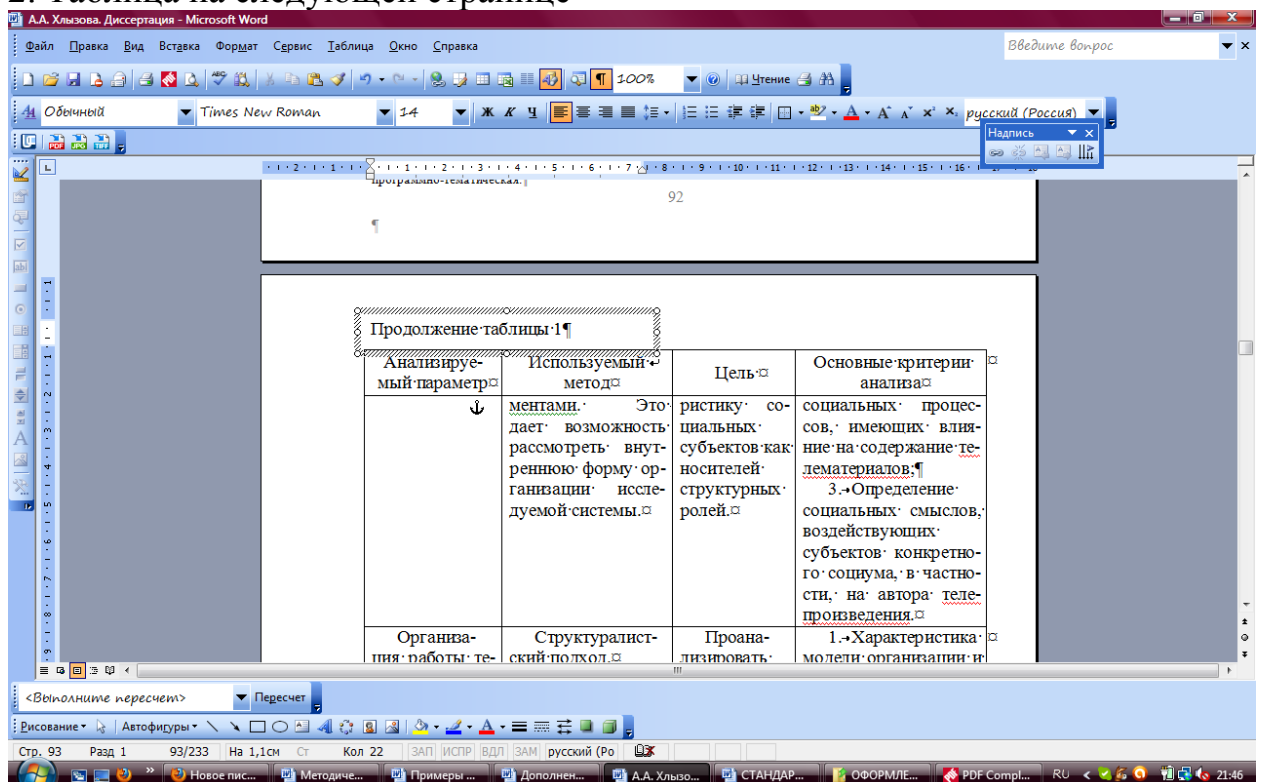 2. Таблица на следующей странице
А.А. Хлызова. Диссертация - Microsoft Word
Файл Правка Вид Вставка Формат Сервис Таблица Окно Справка
Введите вопрос
100%
Чтение
Обычный
Times New Roman
14
Ж К Ч
русский (Россия)
Надпись
программно-тематическая.
92
¶
Продолжение таблицы 1¶
Анализируе-
мый параметр
Используемый
метод
Цель
Основные критерии
анализа
ментами. Это
дает возможность
рассмотреть внут-
реннюю форму ор-
ганизации иссле-
дуемой системы.
ристику со-
циальных
субъектов как
носителей
структурных
ролей.
социальных процес-
сов, имеющих влия-
ние на содержание те-
лематериалов;¶
3. Определение
социальных смыслов,
воздействующих
субъектов конкретно-
го социума, в частно-
сти, на автора теле-
произведения.
Организа-
ция работы те-
Структуралист-
ский подход.
Проана-
лизировать
1. Характеристика
модели организации и
<Выполните пересчет>
Пересчет
Рисование Автофигуры
Стр. 93 Разд 1 93/233 На 1,1см Ст Кол 22 ЗАП ИСПР ВДЛ ЗАМ русский (Ро
Новое пис... Методиче... Примеры ... Дополнен... А.А. Хлызо... СТАНДАР... ОФОРМЛЕ... PDF Compl... RU 21:46